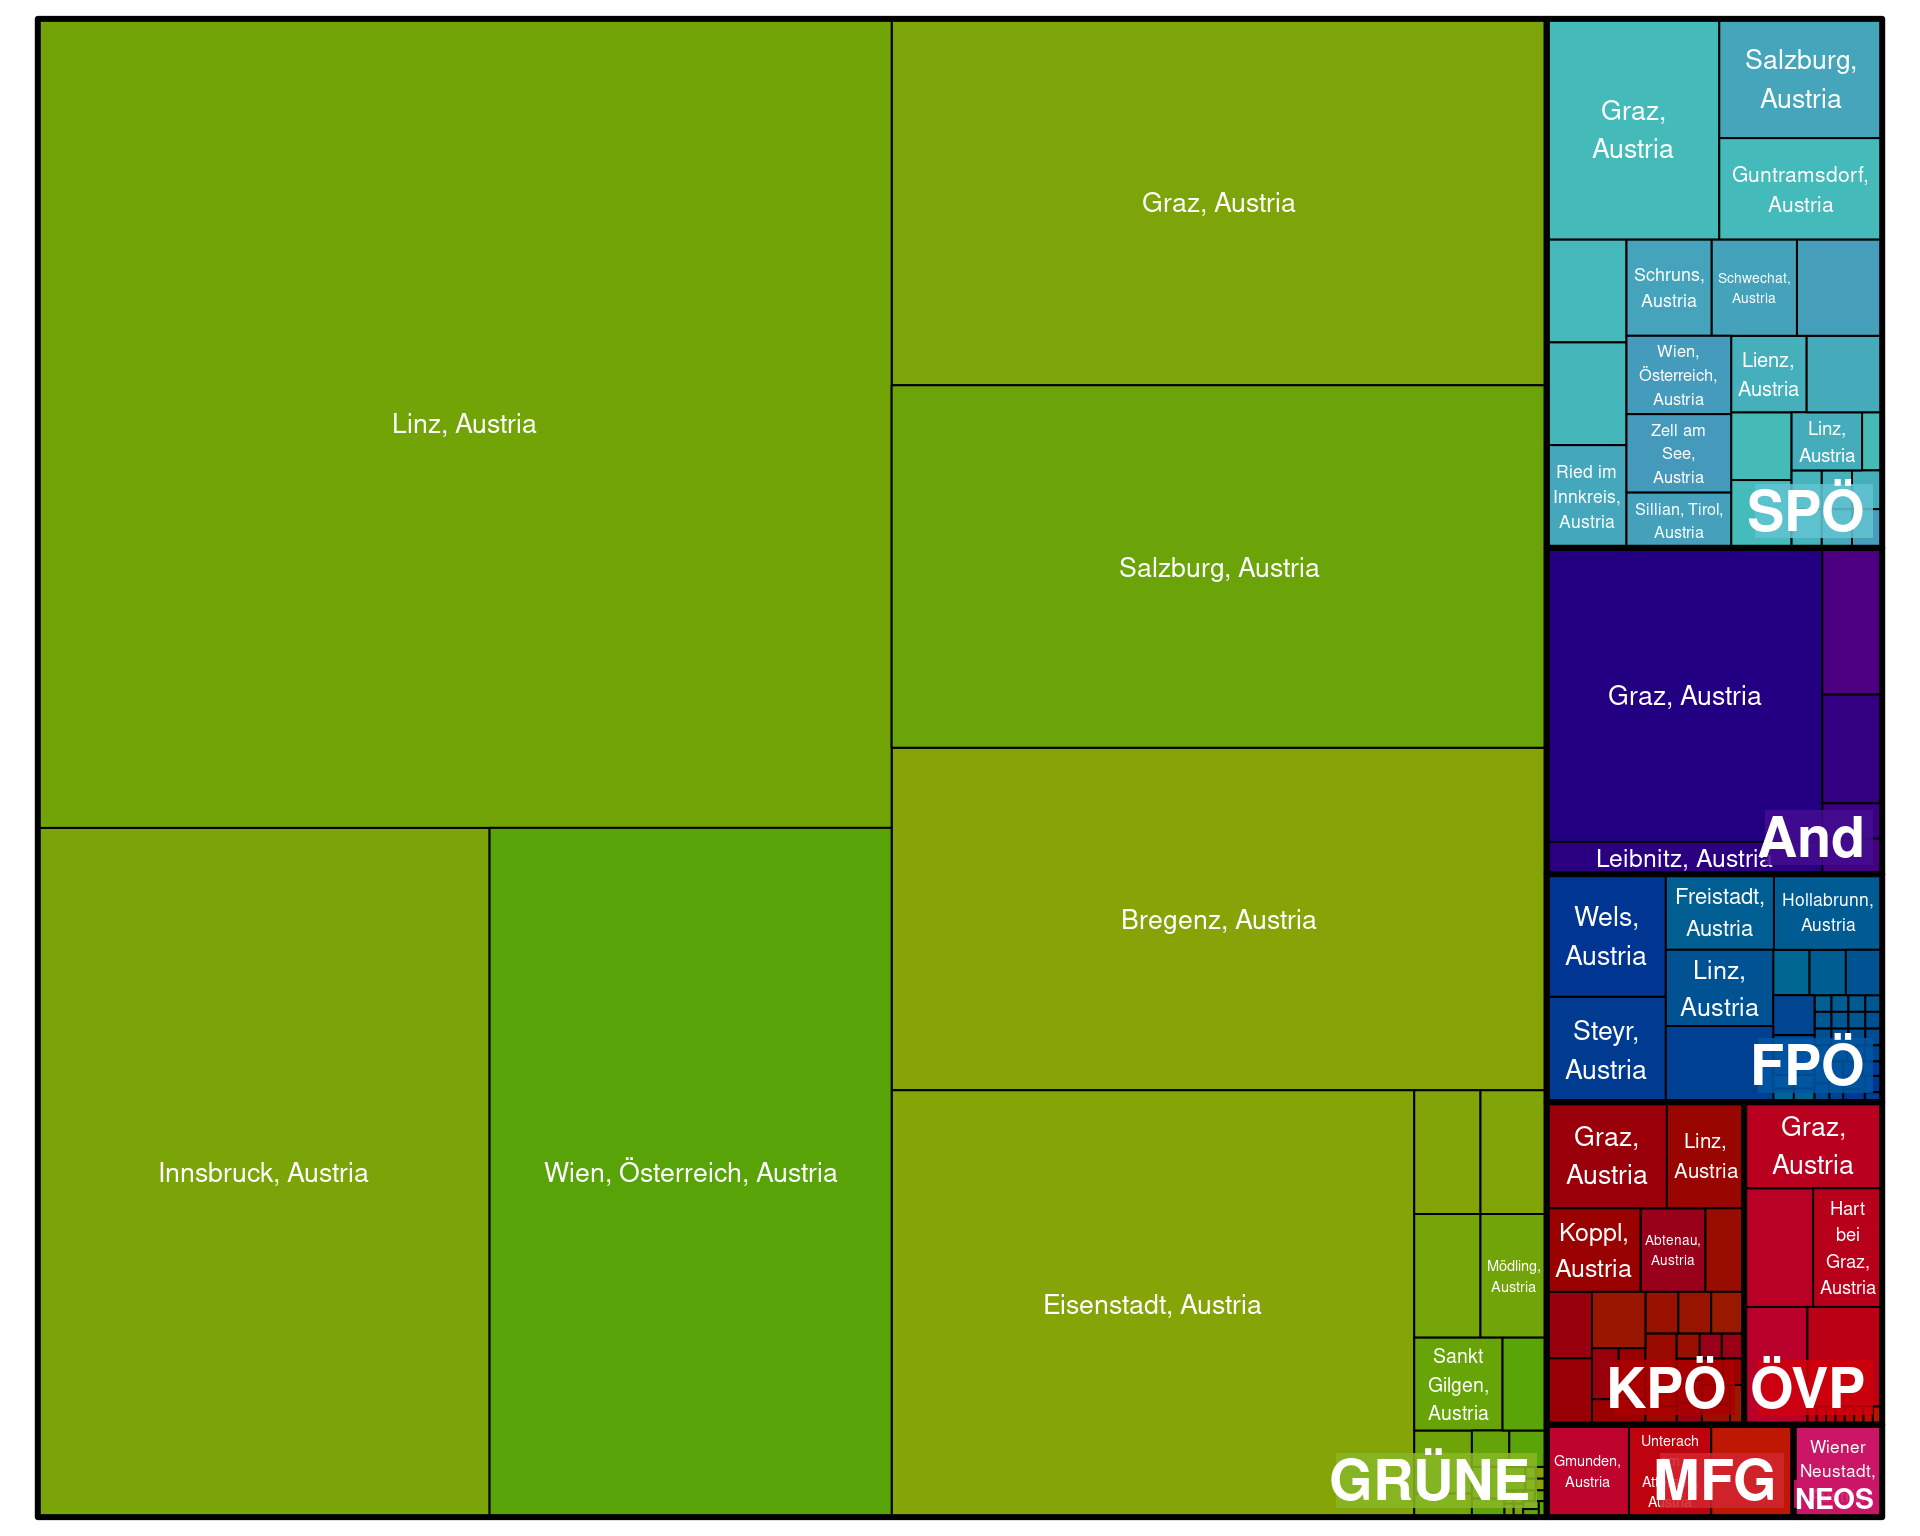 Linz, Austria
Graz, Austria
Salzburg, Austria
Bregenz, Austria
Innsbruck, Austria
Wien, Österreich, Austria
Eisenstadt, Austria
Mödling,
Austria
Sankt
Gilgen,
Austria
GRÜNE
Graz,
Austria
Salzburg,
Austria
Guntramsdorf,
Austria
Schruns,
Austria
Schwechat,
Austria
Wien,
Österreich,
Austria
Lienz,
Austria
Zell am
See,
Austria
Linz,
Austria
Ried im
Innkreis,
Austria
Sillian, Tirol,
Austria
SPÖ
Graz, Austria
Leibnitz, Austria
And
Wels,
Austria
Freistadt,
Austria
Hollabrunn,
Austria
Linz,
Austria
Steyr,
Austria
FPÖ
Graz,
Austria
Linz,
Austria
Koppl,
Austria
Abtenau,
Austria
KPÖ
Graz,
Austria
Hart
bei
Graz,
Austria
ÖVP
Gmunden,
Austria
Unterach
Austria
MFG
Wiener
Neustadt,
NEOS